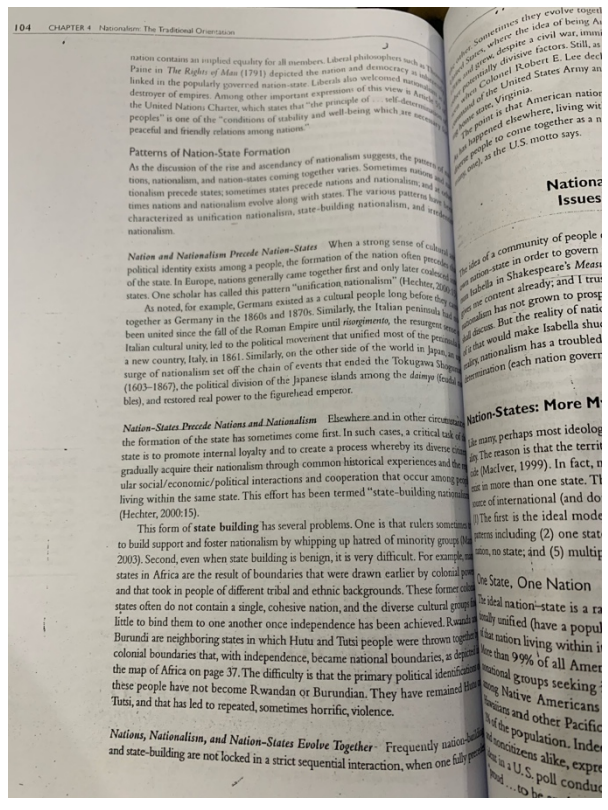 104 CHAPTER 4 Nationalism: The Traditional Orientation
nation contains an implied equality for all members. Liberal philosophers such as
Paine in The Rights of Man (1791) depicted the nation and democracy as
linked in the popularly governed nation-state. Liberals also welcomed nationalism
destroyer of empires. Among other important expressions of this view is Article
the United Nations Charter, which states that "the principle of . . . self-determination
peoples" is one of the "conditions of stability and well-being which are necessary
peaceful and friendly relations among nations."
Patterns of Nation-State Formation
As the discussion of the rise and ascendancy of nationalism suggests, the pattern of
tions, nationalism, and nation-states coming together varies. Sometimes nations and
tionalism precede states; sometimes states precede nations and nationalism; and at
times nations and nationalism evolve along with states. The various patterns have
characterized as unification nationalism, state-building nationalism, and
nationalism.
Nation and Nationalism Precede Nation-States When a strong sense of cultural
political identity exists among a people, the formation of the nation often precedes
of the state. In Europe, nations generally came together first and only later coalesced
states. One scholar has called this pattern "unification nationalism" (Hechter,
As noted, for example, Germans existed as a cultural people long before they
together as Germany in the 1860s and 1870s. Similarly, the Italian peninsula had
been united since the fall of the Roman Empire until risorgimento, the resurgent sense
Italian cultural unity, led to the political movement that unified most of the peninsula
a new country, Italy, in 1861. Similarly, on the other side of the world in Japan,
surge of nationalism set off the chain of events that ended the Tokugawa Shogunate
(1603–1867), the political division of the Japanese islands among the daimyo (feudal
bles), and restored real power to the figurehead emperor.
Nation-States Precede Nations and Nationalism Elsewhere and in other circumstances
the formation of the state has sometimes come first. In such cases, a critical task of
state is to promote internal loyalty and to create a process whereby its diverse
gradually acquire their nationalism through common historical experiences and the
ular social/economic/political interactions and cooperation that occur among
living within the same state. This effort has been termed "state-building nationalism
(Hechter, 2000:15).
This form of state building has several problems. One is that rulers sometimes
to build support and foster nationalism by whipping up hatred of minority groups
2003). Second, even when state building is benign, it is very difficult. For example,
states in Africa are the result of boundaries that were drawn earlier by colonial
and that took in people of different tribal and ethnic backgrounds. These former
states often do not contain a single, cohesive nation, and the diverse cultural groups
little to bind them to one another once independence has been achieved. Rwanda
Burundi are neighboring states in which Hutu and Tutsi people were thrown together
colonial boundaries that, with independence, became national boundaries, as depicted
the map of Africa on page 37. The difficulty is that the primary political identification
these people have not become Rwandan or Burundian. They have remained Hutu
Tutsi, and that has led to repeated, sometimes horrific, violence.
Nations, Nationalism, and Nation-States Evolve Together Frequently nation-building
and state-building are not locked in a strict sequential interaction, when one fully
Sometimes they evolve
States, where the idea of being
and grew, despite a civil war,
potentially divisive factors. Still, as
then Colonel Robert E. Lee
of the United States Army
house state, Virginia.
The point is that American
happened elsewhere, living
people to come together as a
one), as the U.S. motto says.
Nationa
Issues
idea of a community of people
nation-state in order to govern
Isabella in Shakespeare's Meas
me content already; and I
nationalism has not grown to
discuss. But the reality of
that would make Isabella
nationalism has a troubled
determination (each nation govern
Nation-States: More M
Like many, perhaps most
The reason is that the
(MacIver, 1999). In fact,
in more than one state.
source of international (and do
The first is the ideal
patterns including (2) one
nation, no state; and (5)
One State, One Nation
The ideal nation-state is a
unified (have a
that nation living within
More than 99% of all
groups seeking
among Native Americans
and other Pacific
of the population.
noncitizens alike,
in a U.S. poll
proud . . . to be